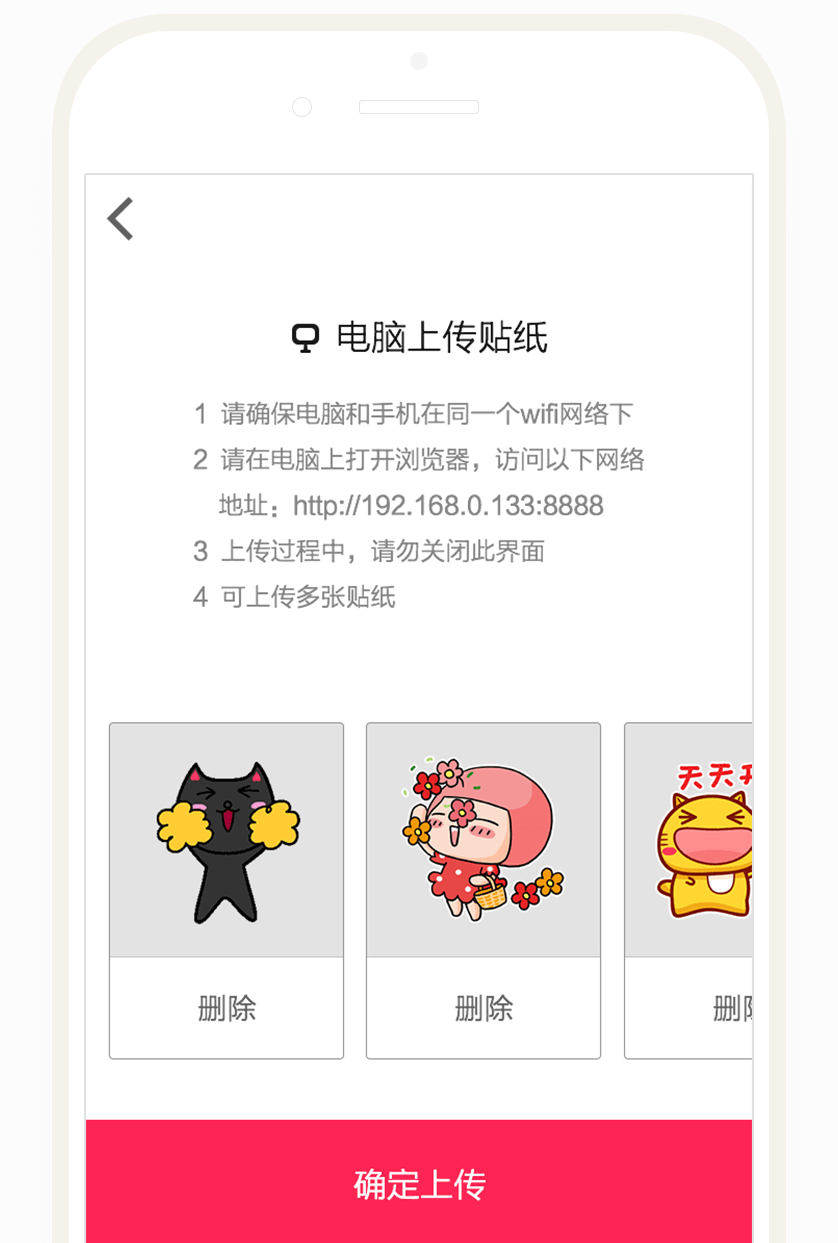 电脑上传贴纸
1 请确保电脑和手机在同一个wifi网络下
2 请在电脑上打开浏览器，访问以下网络
地址：http://192.168.0.133:8888
3 上传过程中，请勿关闭此界面
4 可上传多张贴纸
天天
删除 删除 删
确定上传